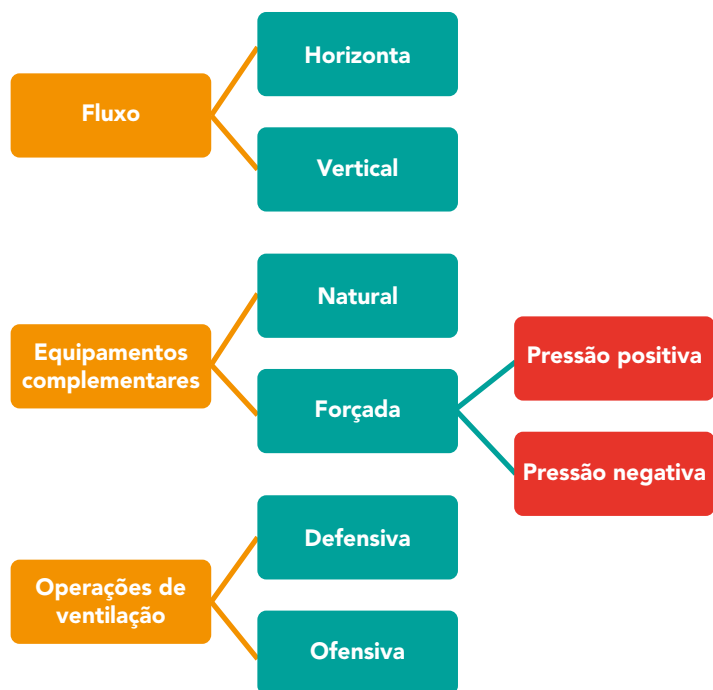 Fluxo
Horizonta
Vertical
Equipamentos
complementares
Natural
Forçada
Pressão positiva
Pressão negativa
Operações de
ventilação
Defensiva
Ofensiva